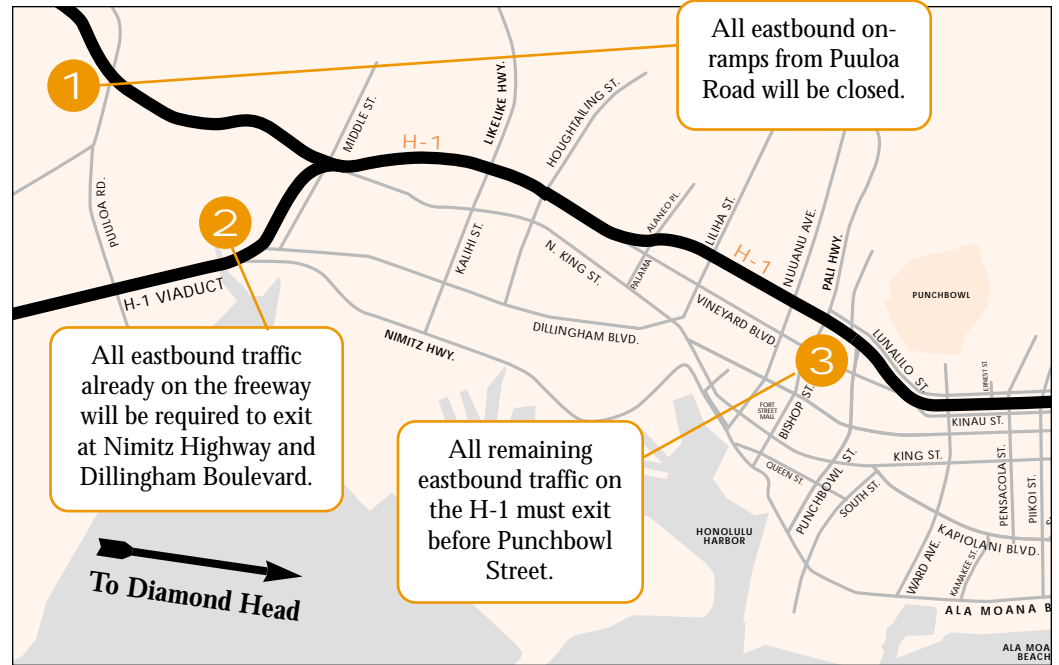 1
All eastbound on-
ramps from Puuloa
Road will be closed.
MIDDLE ST.
H-1
LIKELIKE HWY.
HOUGHTAILING ST.
PUULOA RD.
2
H-1 VIADUCT
KALIHI ST.
N. KING ST.
ALANEO PL.
PALAMA
LILIHA ST.
H-1
NUUANU AVE.
PALI HWY.
PUNCHBOWL
VINEYARD BLVD.
DILLINGHAM BLVD.
NIMITZ HWY.
LUNALILO ST.
ERNEST ST.
KINAU ST.
3
All eastbound traffic
already on the freeway
will be required to exit
at Nimitz Highway and
Dillingham Boulevard.
FORT
STREET
MALL
BISHOP ST.
All remaining
eastbound traffic on
the H-1 must exit
before Punchbowl
Street.
QUEEN ST.
PUNCHBOWL ST.
SOUTH ST.
KING ST.
PENSACOLA ST.
PIIKOI ST.
HONOLULU
HARBOR
KAPIOLANI BLVD.
WARD AVE.
KAMAKEE ST.
ALA MOANA B
ALA MOA
BEACH
To Diamond Head